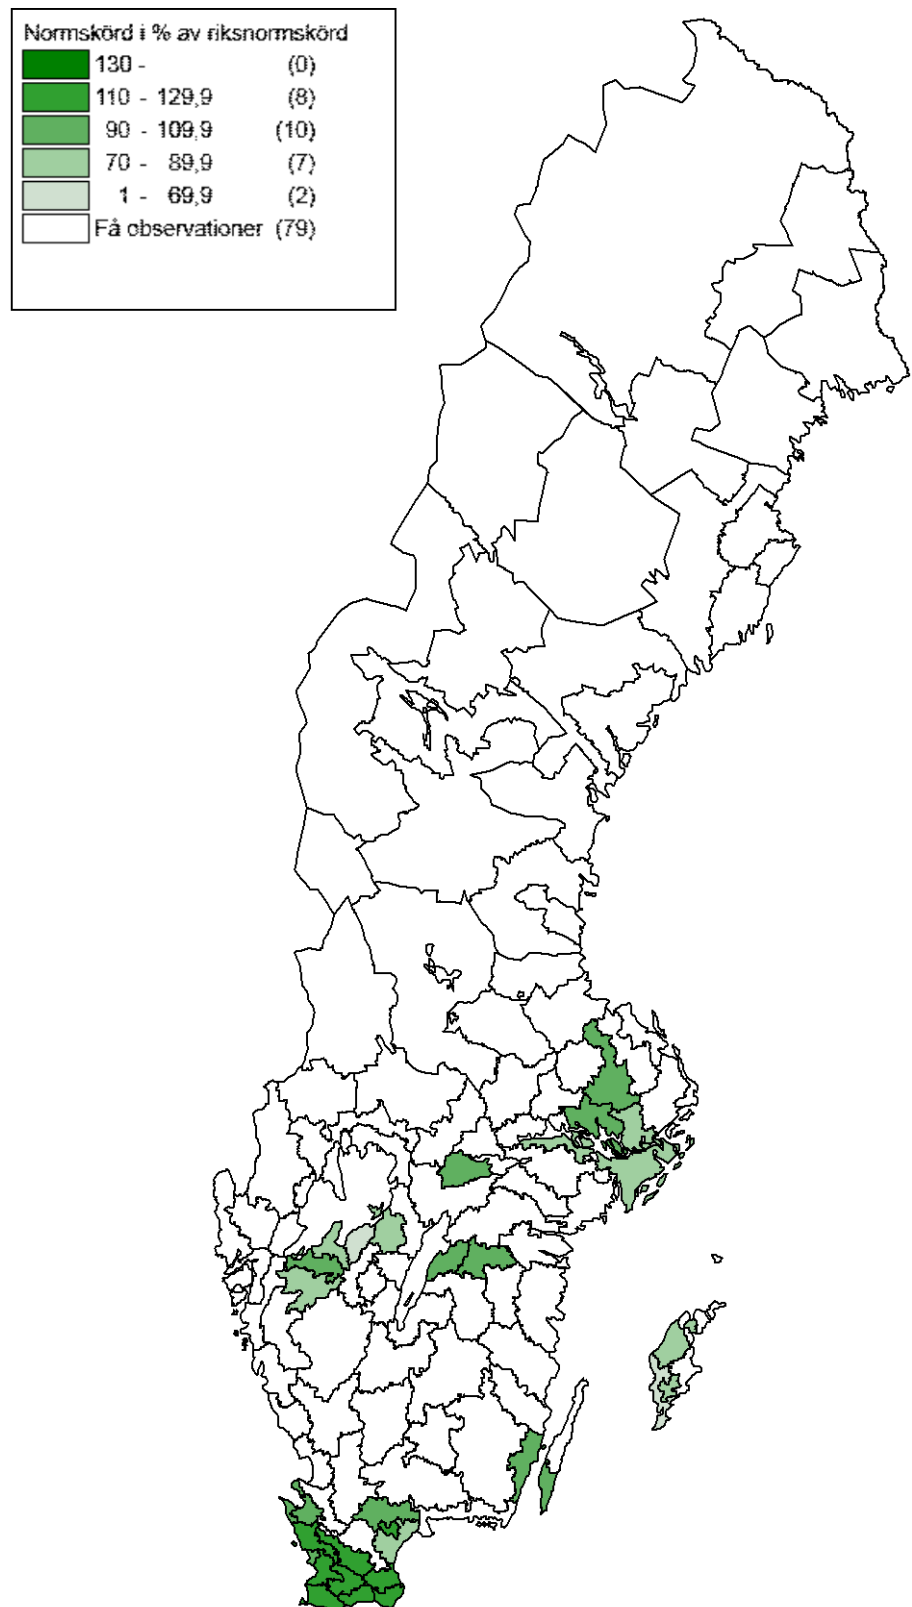 Normskörd i % av riksnormskörd
130 - (0)
110 - 129,9 (8)
90 - 109,9 (10)
70 - 89,9 (7)
1 - 69,9 (2)
Få observationer (79)